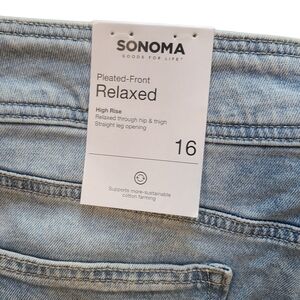 SONOMA
GOODS FOR LIFE
Pleated-Front
Relaxed
High Rise
Relaxed through hip & thigh
Straight leg opening
16
Supports more-sustainable
cotton farming